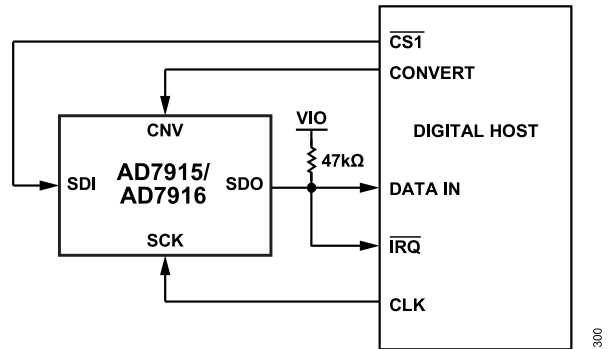 CS1
CONVERT
CNV
VIO
DIGITAL HOST
47kΩ
AD7915/
AD7916
SDI
SDO
DATA IN
SCK
IRQ
CLK
300